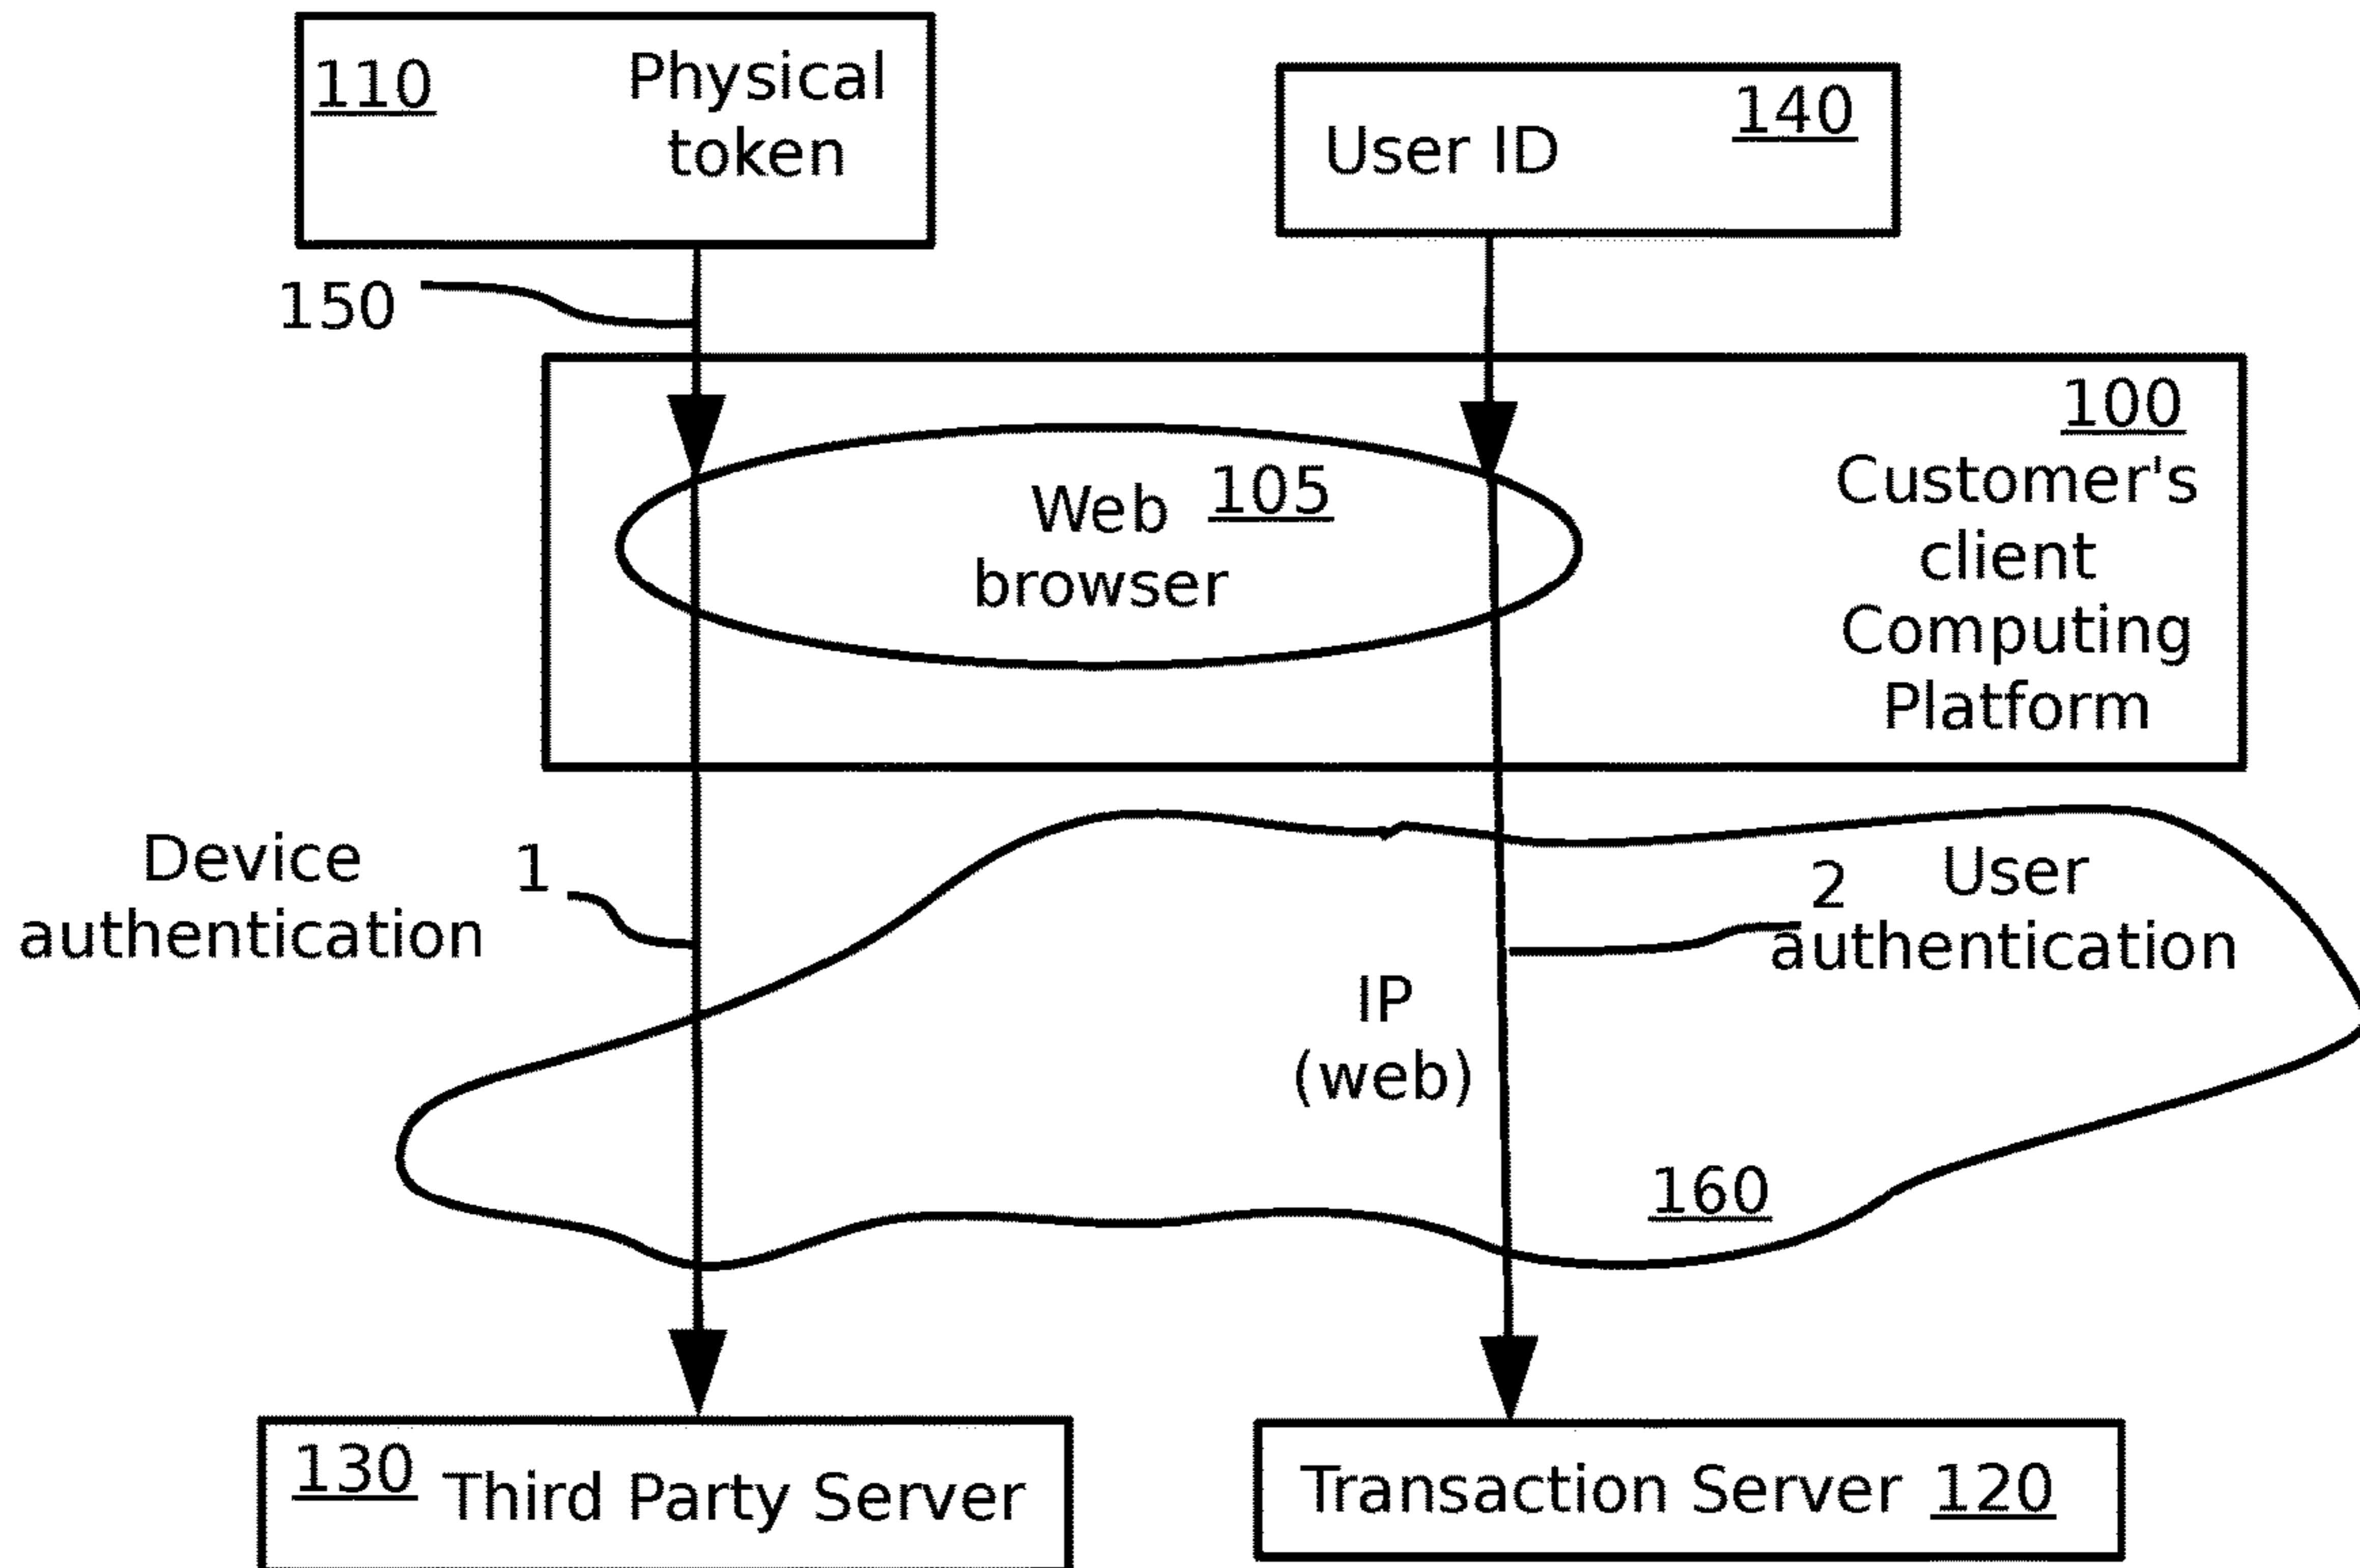 110 Physical
token
140
User ID
150
100
Customer's
client
Computing
Platform
Web 105
browser
Device
authentication
1
2 User
authentication
IP
(web)
160
130 Third Party Server
Transaction Server 120